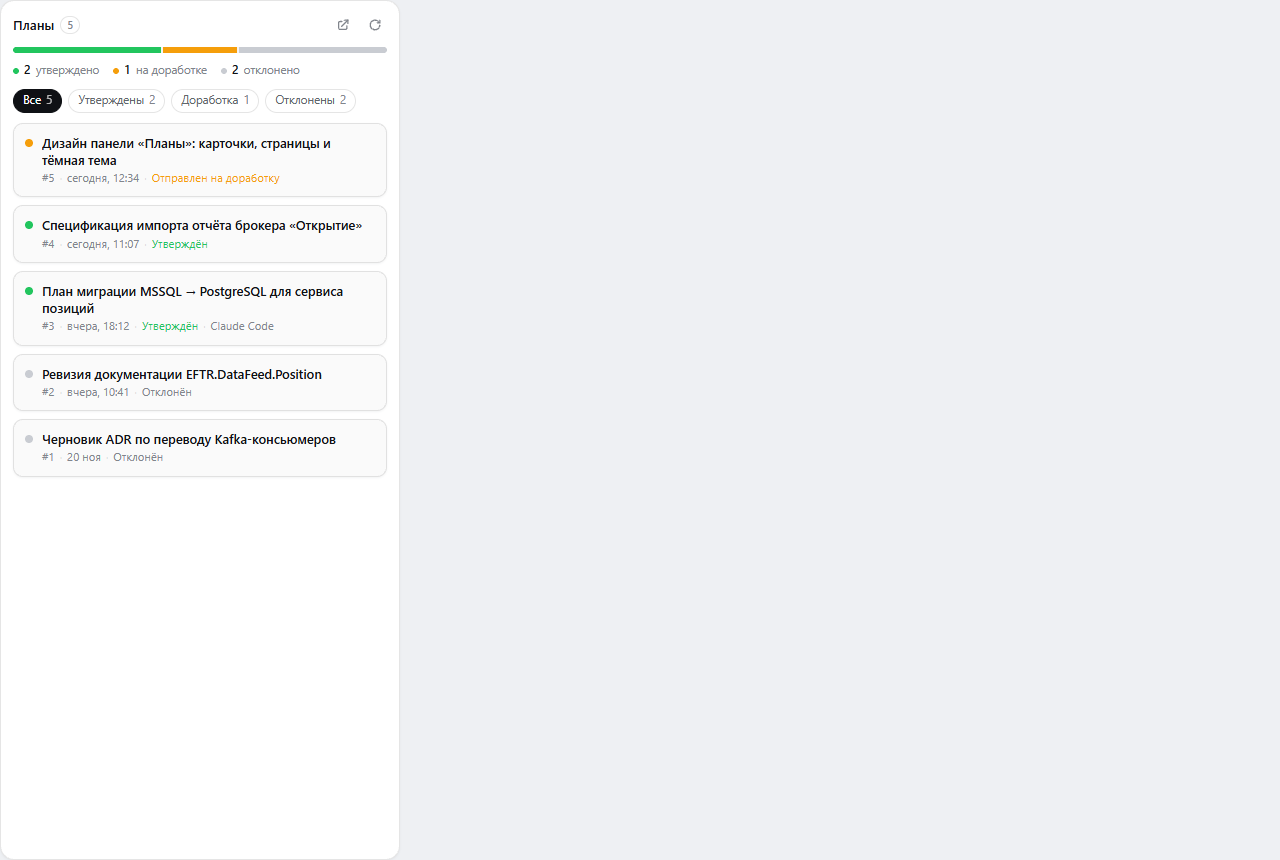 Планы 5
2 утверждено 1 на доработке 2 отклонено
Все 5 Утверждены 2 Доработка 1 Отклонены 2
Дизайн панели «Планы»: карточки, страницы и
тёмная тема
#5 · сегодня, 12:34 · Отправлен на доработку
Спецификация импорта отчёта брокера «Открытие»
#4 · сегодня, 11:07 · Утверждён
План миграции MSSQL → PostgreSQL для сервиса
позиций
#3 · вчера, 18:12 · Утверждён · Claude Code
Ревизия документации EFTR.DataFeed.Position
#2 · вчера, 10:41 · Отклонён
Черновик ADR по переводу Kafka-консьюмеров
#1 · 20 ноя · Отклонён